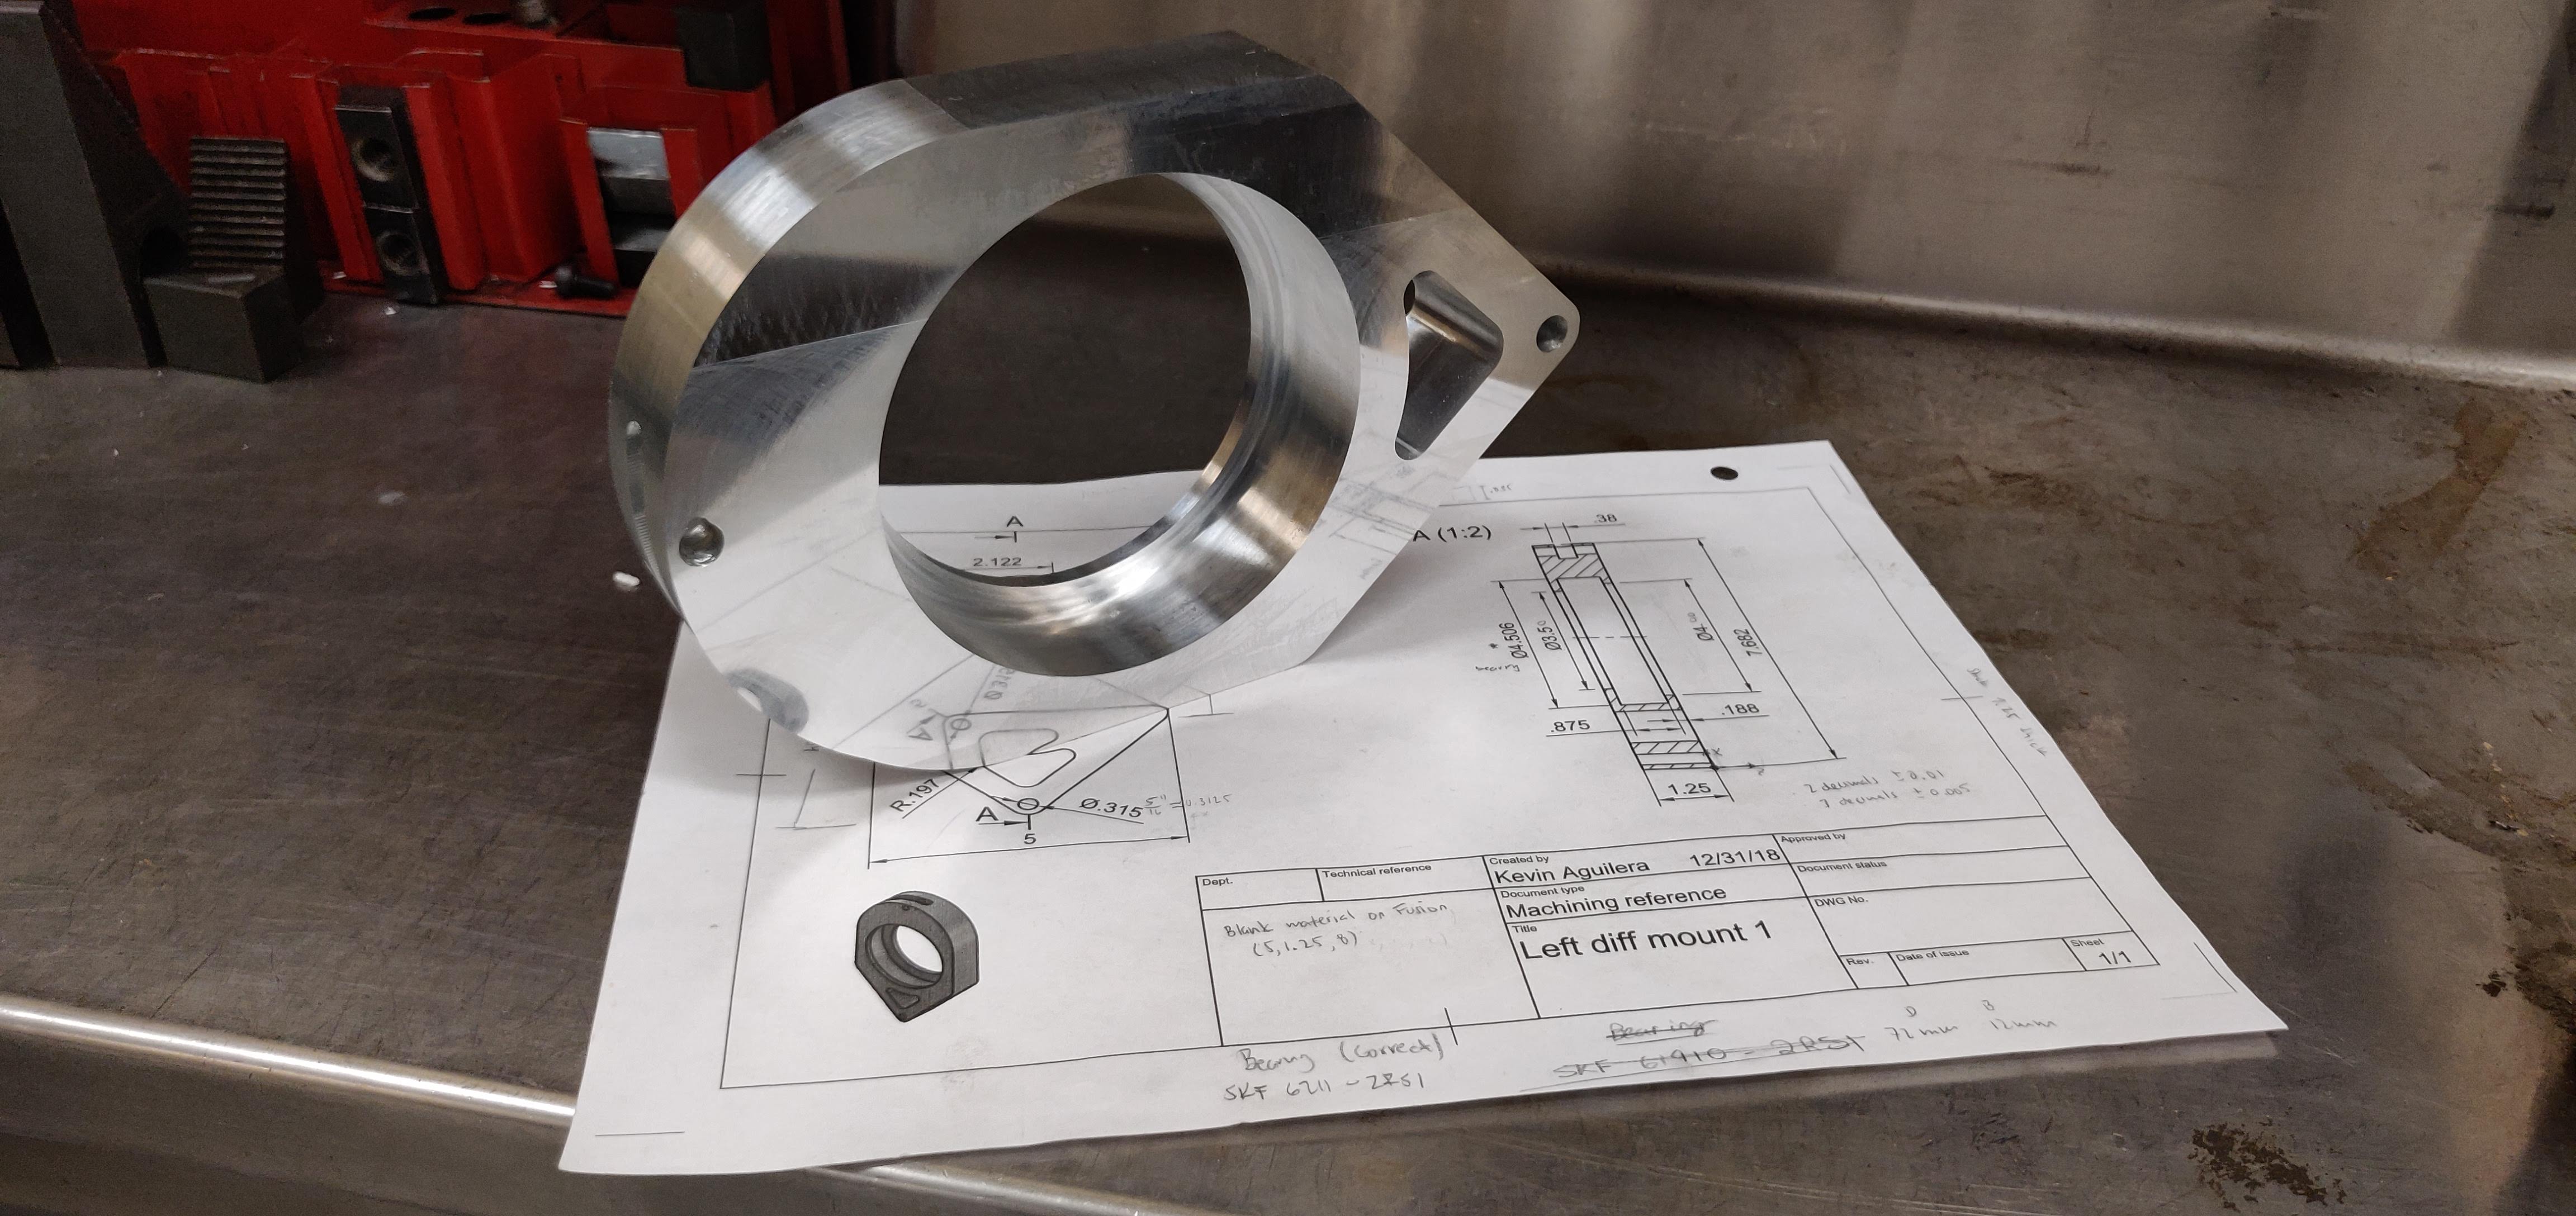 A
2.122
A (1:2)
.38
Ø4.506
*
bearing
Ø3.5
Ø4
7.682
.875
.188
1.25
2 decimals ± 0.01
3 decimals ± 0.005
R.197
A
Ø.315 5/16" = 0.3125
5
Dept.
Technical reference
Created by
Kevin Aguilera 12/31/18
Approved by
Document type
Machining reference
Document status
Blank material on Fusion
(5, 1.25, 8)
Title
Left diff mount 1
DWG No.
Rev.
Date of issue
Sheet
1/1
Bearing (correct)
SKF 6211-2RS1
Bearing
SKF 61910-2RS1
D
72 mm
B
12mm